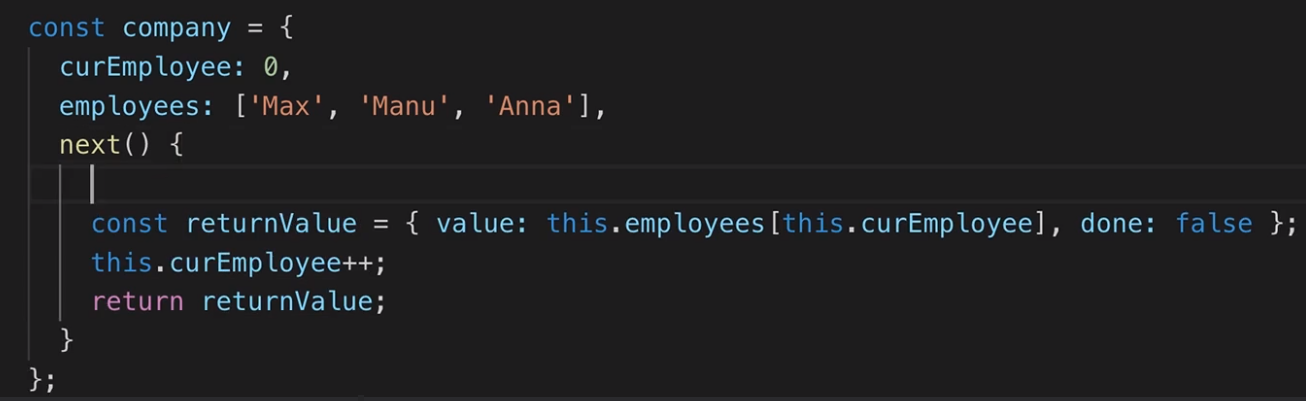 const company = {
  curEmployee: 0,
  employees: ['Max', 'Manu', 'Anna'],
  next() {
    const returnValue = { value: this.employees[this.curEmployee], done: false };
    this.curEmployee++;
    return returnValue;
  }
};